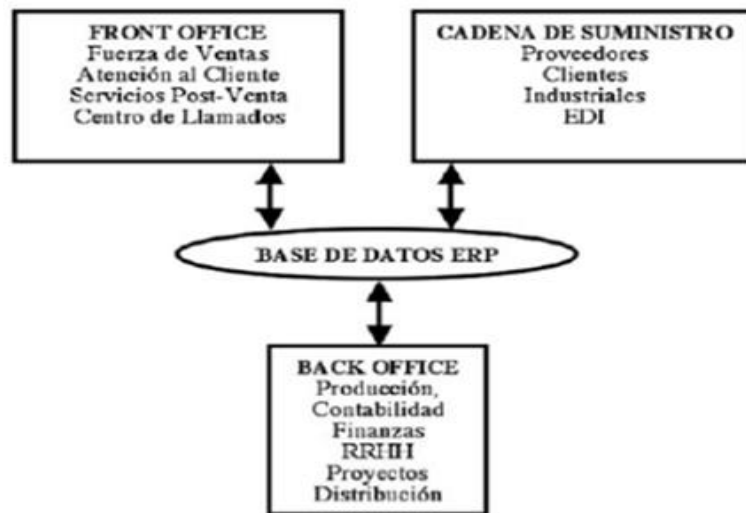 FRONT OFFICE
Fuerza de Ventas
Atención al Cliente
Servicios Post-Venta
Centro de Llamados
CADENA DE SUMINISTRO
Proveedores
Clientes
Industriales
EDI
BASE DE DATOS ERP
BACK OFFICE
Producción,
Contabilidad
Finanzas
RRHH
Proyectos
Distribución